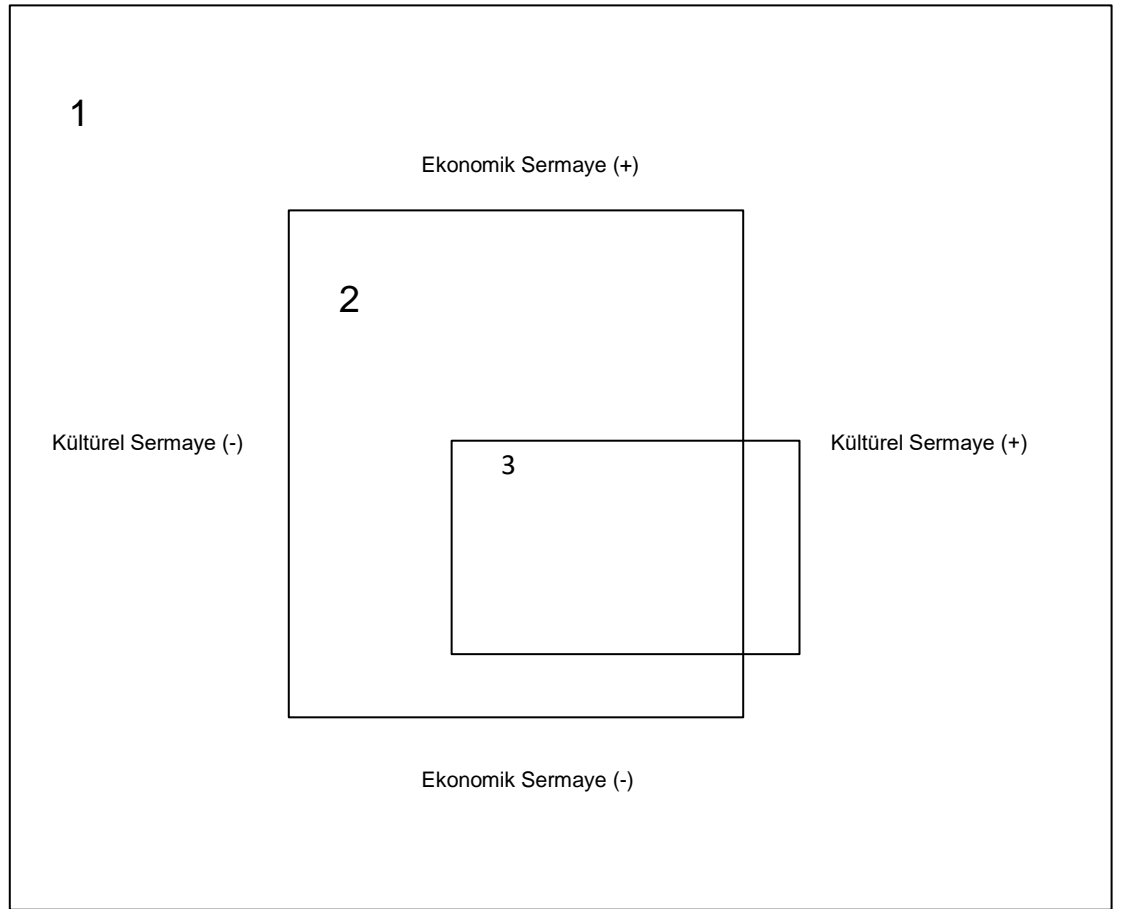 1
Ekonomik Sermaye (+)
2
Kültürel Sermaye (-)
3
Kültürel Sermaye (+)
Ekonomik Sermaye (-)